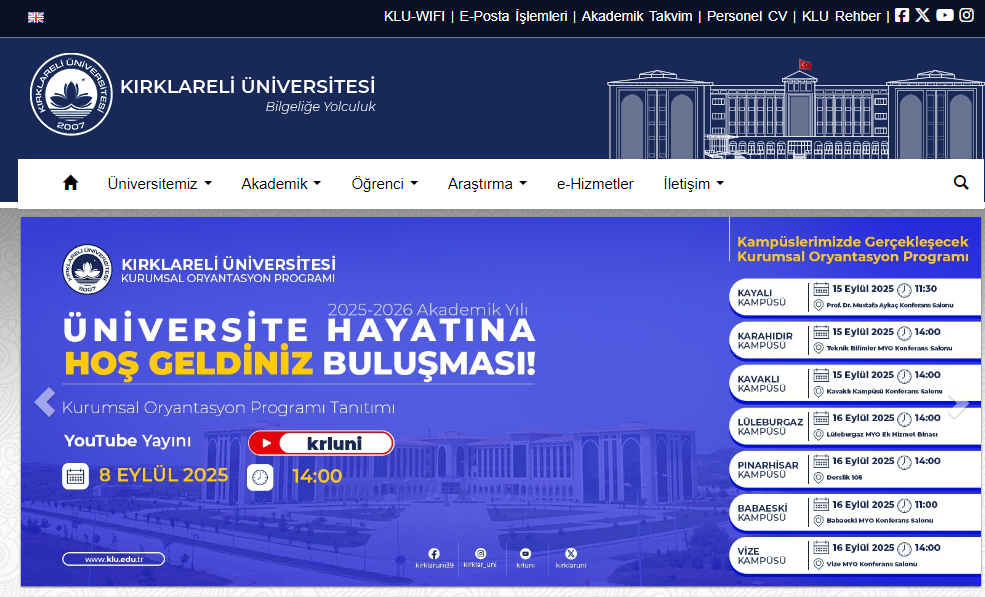 KLU-WIFI | E-Posta İşlemleri | Akademik Takvim | Personel CV | KLU Rehber |
KIRKLARELİ ÜNİVERSİTESİ
2007
KIRKLARELİ ÜNİVERSİTESİ
Bilgeliğe Yolculuk
Üniversitemiz
Akademik
Öğrenci
Araştırma
e-Hizmetler
İletişim
KIRKLARELİ ÜNİVERSİTESİ
2007
KIRKLARELİ ÜNİVERSİTESİ
KURUMSAL ORYANTASYON PROGRAMI
2025-2026 Akademik Yılı
ÜNİVERSİTE HAYATINA
HOŞ GELDİNİZ BULUŞMASI!
Kurumsal Oryantasyon Programı Tanıtımı
YouTube Yayını
krluni
8 EYLÜL 2025
14:00
www.klu.edu.tr
kirklaruni39
kirklar_uni
krluni
kirklaruni
Kampüslerimizde Gerçekleşecek
Kurumsal Oryantasyon Programı
KAYALI
KAMPÜSÜ
15 Eylül 2025 11:30
Prof. Dr. Mustafa Aykaç Konferans Salonu
KARAHIDIR
KAMPÜSÜ
15 Eylül 2025 14:00
Teknik Bilimler MYO Konferans Salonu
KAVAKLI
KAMPÜSÜ
15 Eylül 2025 14:00
Kavaklı Kampüsü Konferans Salonu
LÜLEBURGAZ
KAMPÜSÜ
16 Eylül 2025 14:00
Lüleburgaz MYO Ek Hizmet Binası
PINARHİSAR
KAMPÜSÜ
16 Eylül 2025 14:00
Derslik 105
BABAESKİ
KAMPÜSÜ
16 Eylül 2025 11:00
Babaeski MYO Konferans Salonu
VİZE
KAMPÜSÜ
16 Eylül 2025 14:00
Vize MYO Konferans Salonu